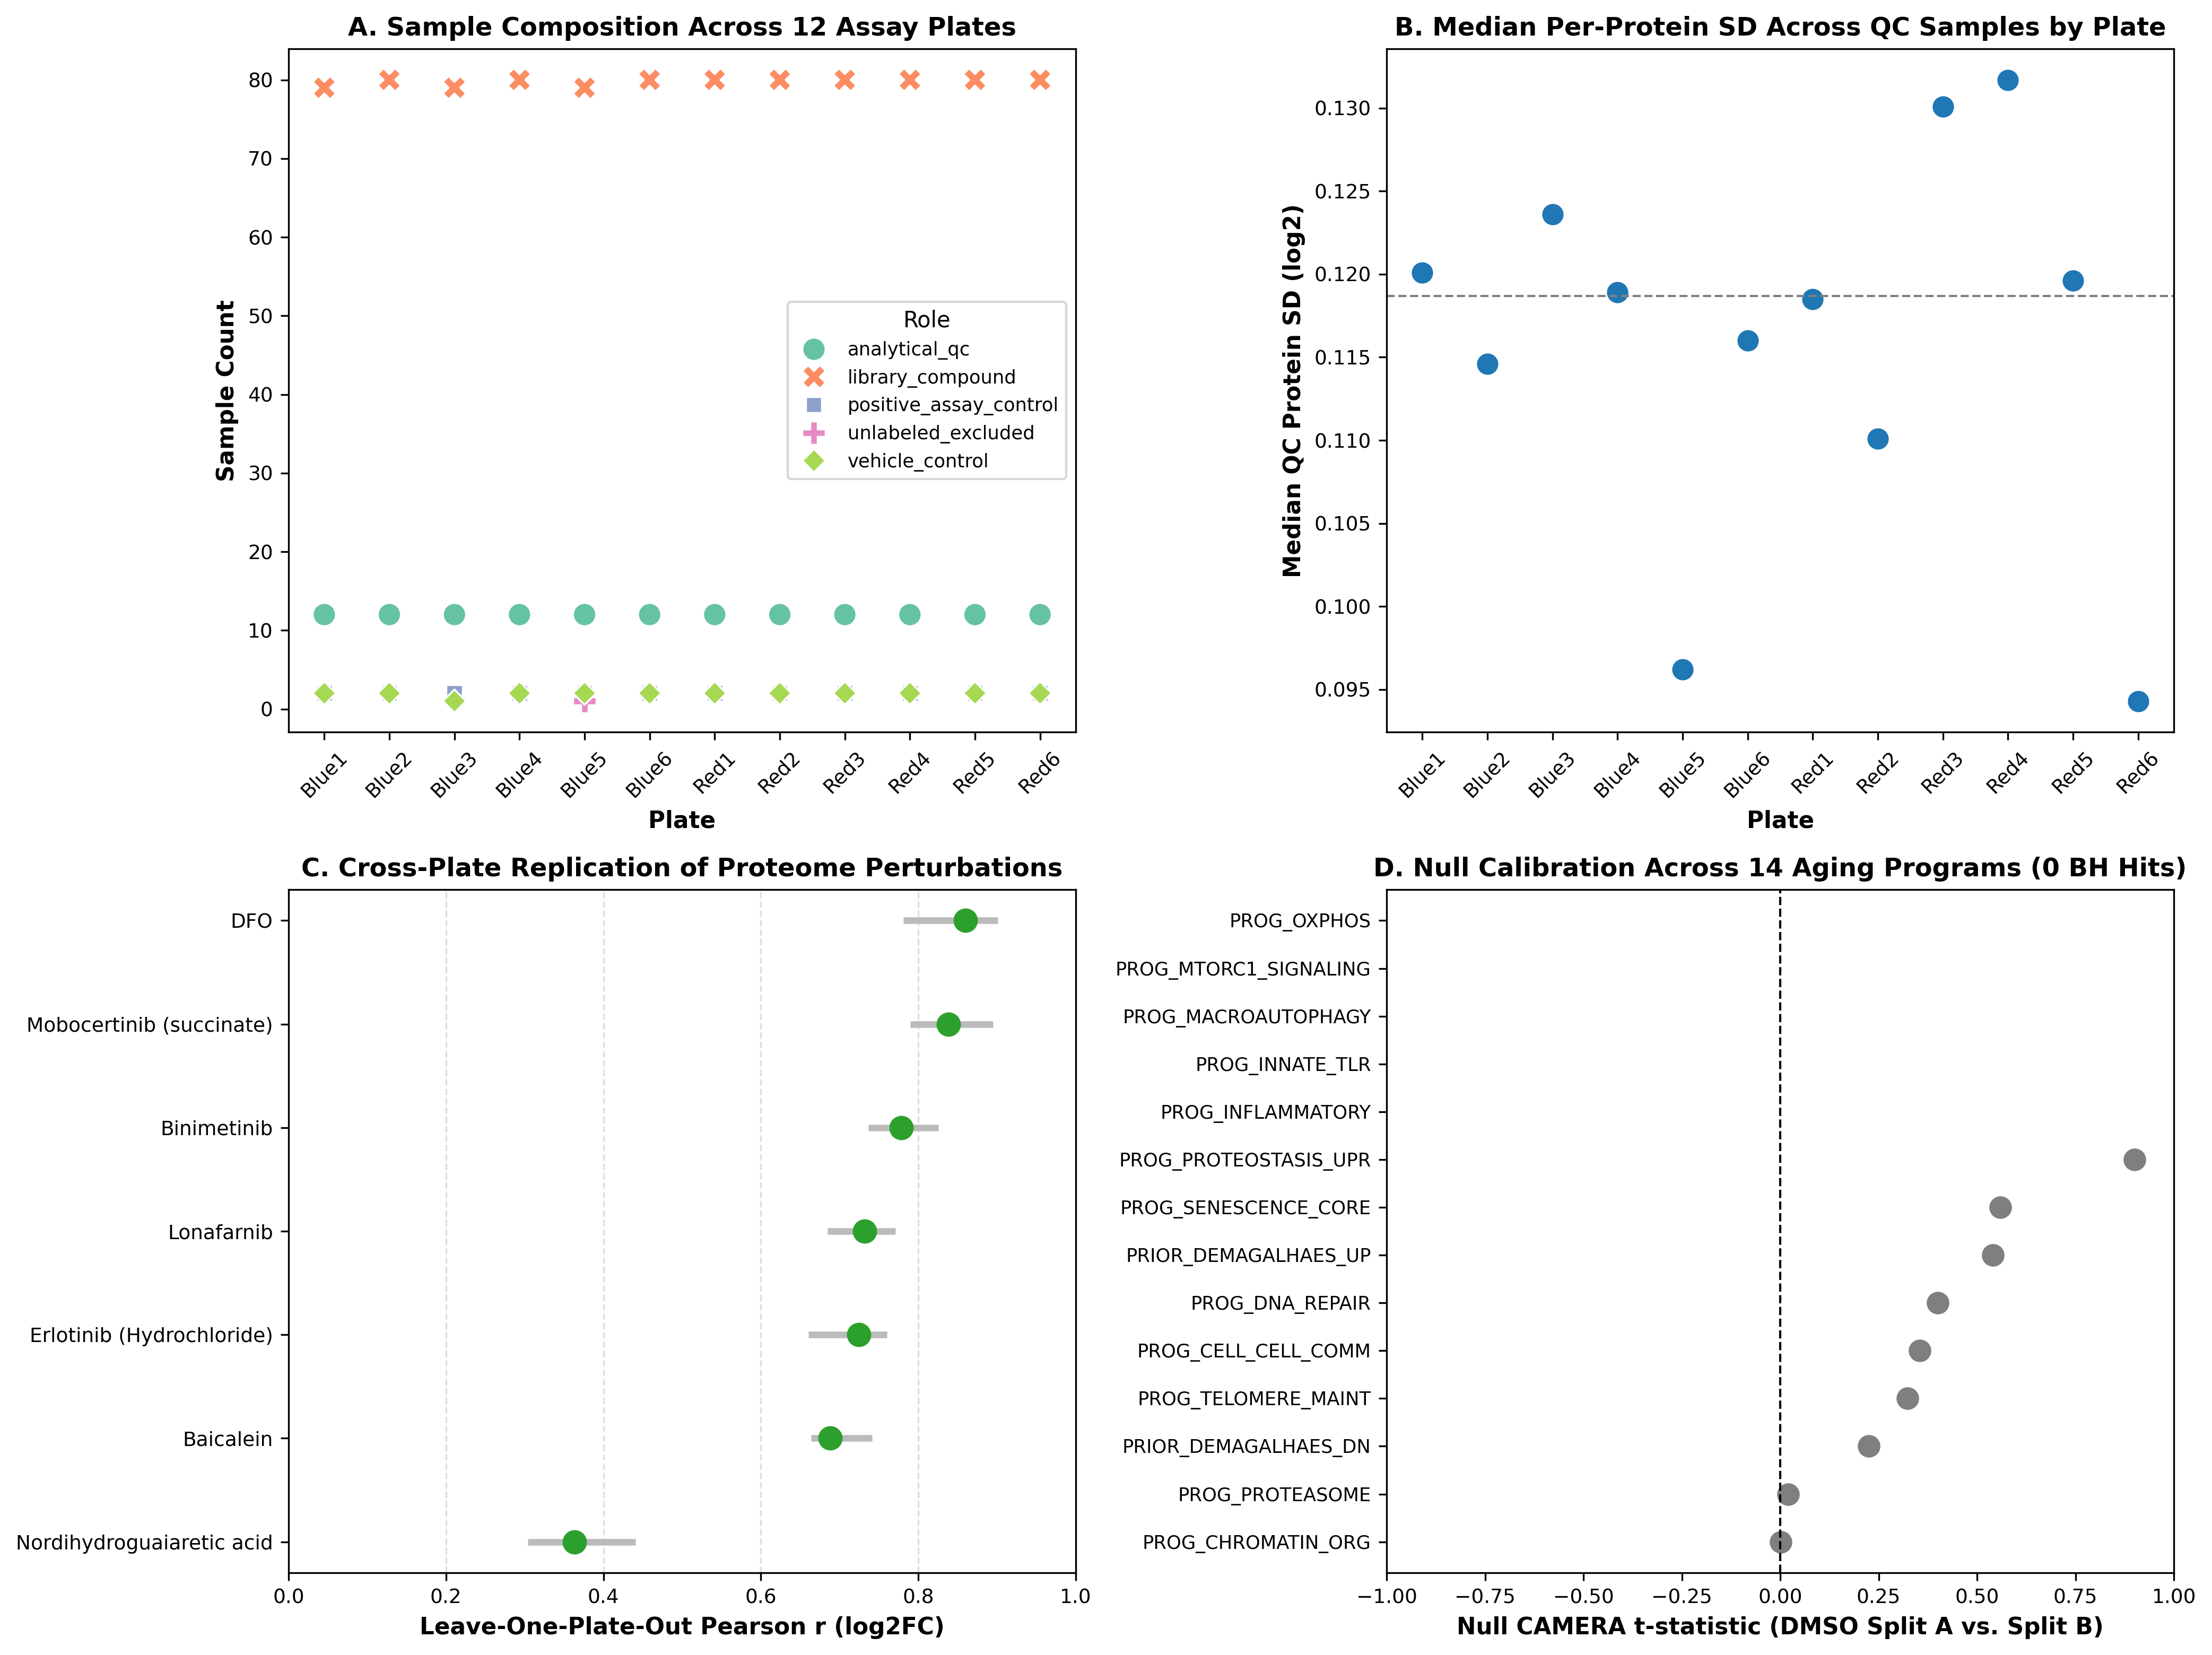 A. Sample Composition Across 12 Assay Plates
80
70
60
50
40
30
20
10
0
Sample Count
Role
analytical_qc
library_compound
positive_assay_control
unlabeled_excluded
vehicle_control
Blue1
Blue2
Blue3
Blue4
Blue5
Blue6
Red1
Red2
Red3
Red4
Red5
Red6
Plate
B. Median Per-Protein SD Across QC Samples by Plate
0.130
0.125
0.120
0.115
0.110
0.105
0.100
0.095
Median QC Protein SD (log2)
Blue1
Blue2
Blue3
Blue4
Blue5
Blue6
Red1
Red2
Red3
Red4
Red5
Red6
Plate
C. Cross-Plate Replication of Proteome Perturbations
DFO
Mobocertinib (succinate)
Binimetinib
Lonafarnib
Erlotinib (Hydrochloride)
Baicalein
Nordihydroguaiaretic acid
0.0
0.2
0.4
0.6
0.8
1.0
Leave-One-Plate-Out Pearson r (log2FC)
D. Null Calibration Across 14 Aging Programs (0 BH Hits)
PROG_OXPHOS
PROG_MTORC1_SIGNALING
PROG_MACROAUTOPHAGY
PROG_INNATE_TLR
PROG_INFLAMMATORY
PROG_PROTEOSTASIS_UPR
PROG_SENESCENCE_CORE
PRIOR_DEMAGALHAES_UP
PROG_DNA_REPAIR
PROG_CELL_CELL_COMM
PROG_TELOMERE_MAINT
PRIOR_DEMAGALHAES_DN
PROG_PROTEASOME
PROG_CHROMATIN_ORG
−1.00
−0.75
−0.50
−0.25
0.00
0.25
0.50
0.75
1.00
Null CAMERA t-statistic (DMSO Split A vs. Split B)